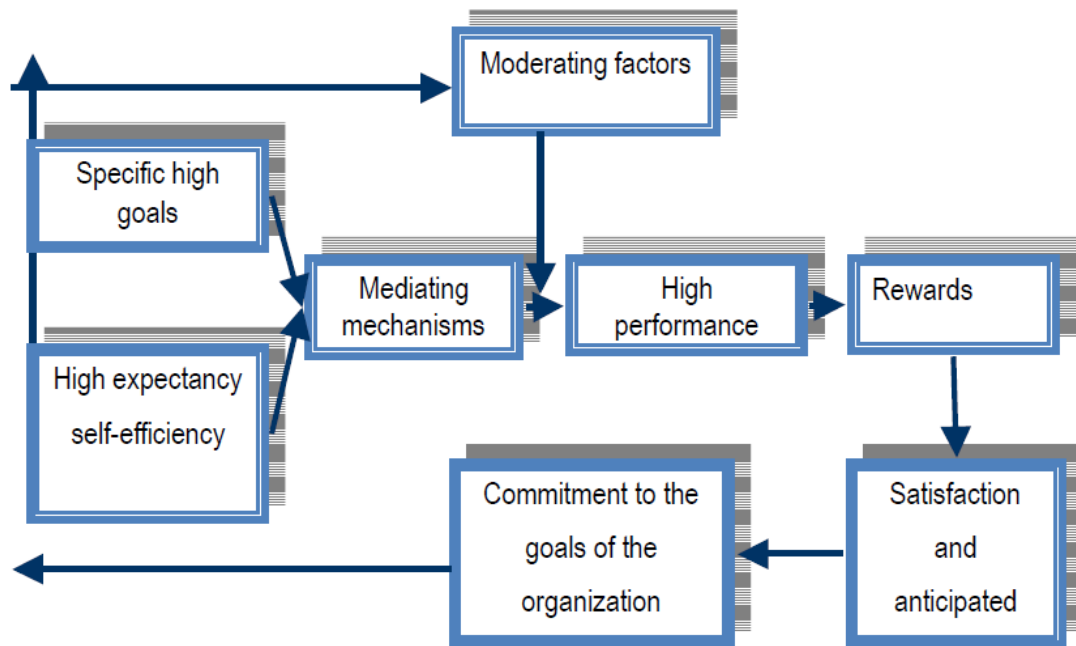 Moderating factors
Specific high
goals
Mediating
mechanisms
High
performance
Rewards
High expectancy
self-efficiency
Commitment to the
goals of the
organization
Satisfaction
and
anticipated